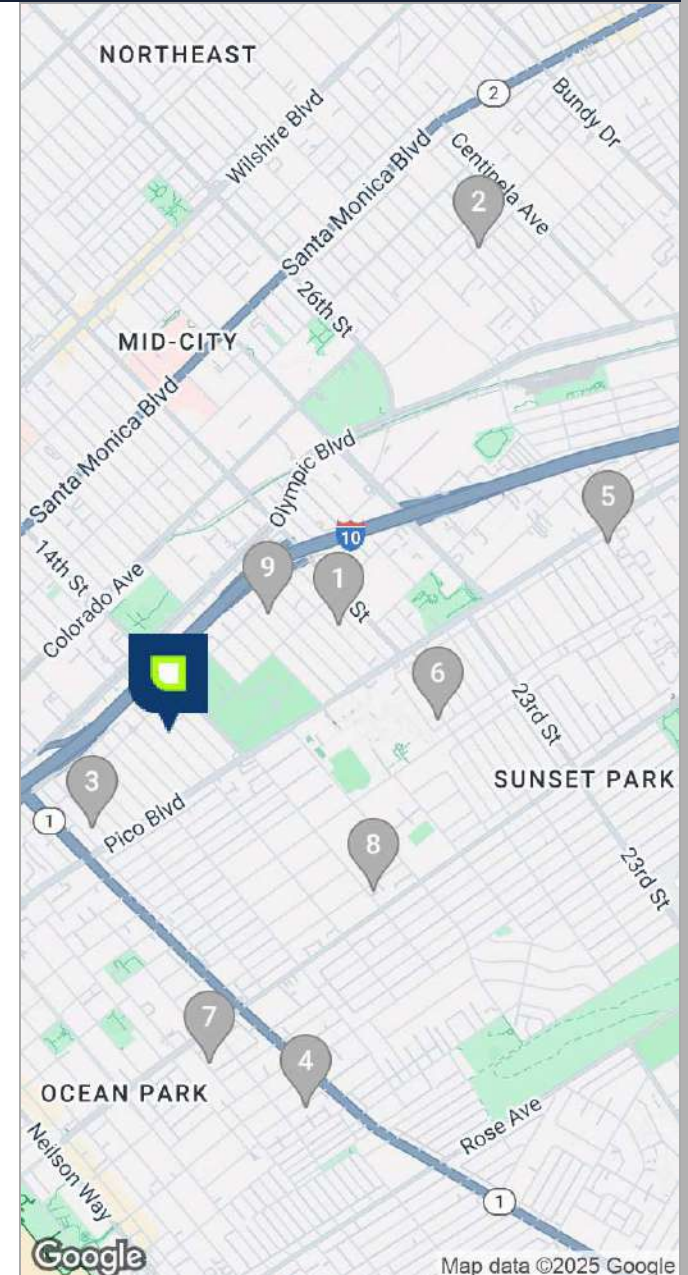 NORTHEAST
2
Bundy Dr
Wilshire Blvd
Santa Monica Blvd
Centinela Ave
2
26th St
MID-CITY
Santa Monica Blvd
Olympic Blvd
5
10
14th St
9
1
St
Colorado Ave
6
23rd St
3
SUNSET PARK
1
Pico Blvd
8
23rd St
7
4
OCEAN PARK
Rose Ave
Neilson Way
1
Google
Map data ©2025 Google